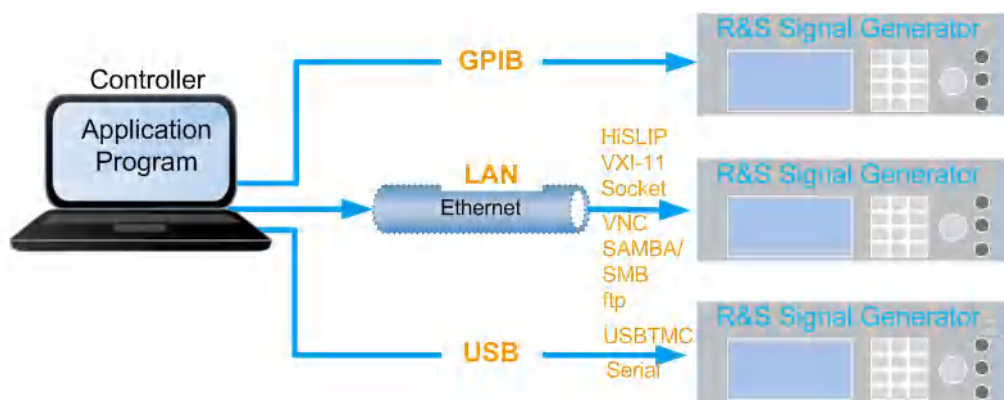 R&S Signal Generator
GPIB
Controller
Application
Program
HiSLIP
VXI-11
Socket
LAN
Ethernet
R&S Signal Generator
VNC
SAMBA/
SMB
ftp
R&S Signal Generator
USBTMC
USB
Serial